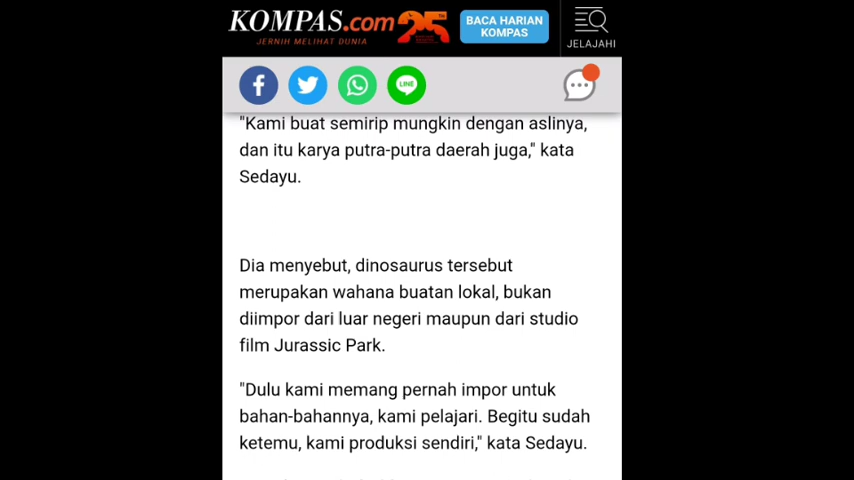 KOMPAS.com 25TH
JERNIH MELIHAT DUNIA
BACA HARIAN
KOMPAS
JELAJAHI
LINE
"Kami buat semirip mungkin dengan aslinya,
dan itu karya putra-putra daerah juga," kata
Sedayu.
Dia menyebut, dinosaurus tersebut
merupakan wahana buatan lokal, bukan
diimpor dari luar negeri maupun dari studio
film Jurassic Park.
"Dulu kami memang pernah impor untuk
bahan-bahannya, kami pelajari. Begitu sudah
ketemu, kami produksi sendiri," kata Sedayu.